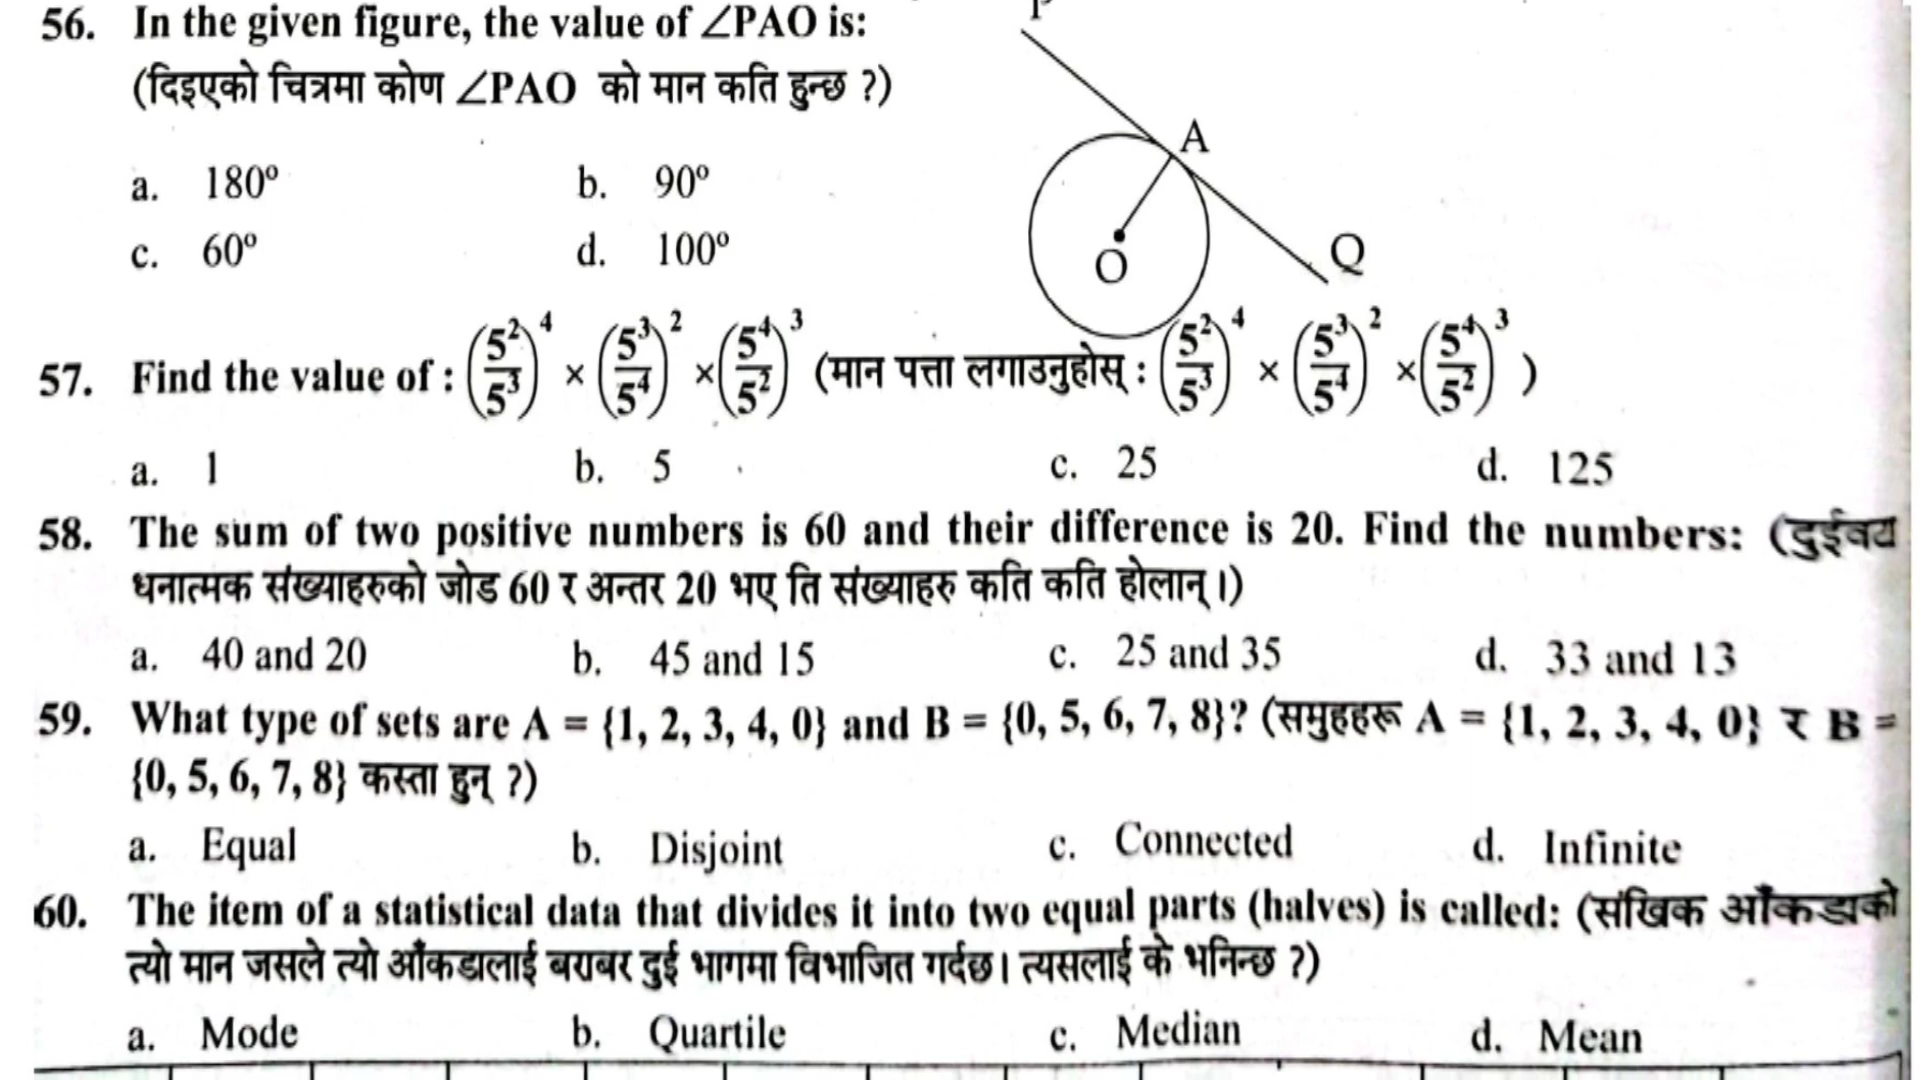 56. In the given figure, the value of ∠PAO is:
(दिइएको चित्रमा कोण ∠PAO को मान कति हुन्छ ?)
P
A
O
Q
a. 180° b. 90°
c. 60° d. 100°
57. Find the value of : (5²/5³)⁴ × (5³/5⁴)² × (5⁴/5²)³ (मान पत्ता लगाउनुहोस् : (5²/5³)⁴ × (5³/5⁴)² × (5⁴/5²)³ )
a. 1 b. 5 c. 25 d. 125
58. The sum of two positive numbers is 60 and their difference is 20. Find the numbers: (दुईवटा
धनात्मक संख्याहरुको जोड 60 र अन्तर 20 भए ति संख्याहरु कति कति होलान् ।)
a. 40 and 20 b. 45 and 15 c. 25 and 35 d. 33 and 13
59. What type of sets are A = {1, 2, 3, 4, 0} and B = {0, 5, 6, 7, 8}? (समुहहरू A = {1, 2, 3, 4, 0} र B =
{0, 5, 6, 7, 8} कस्ता हुन् ?)
a. Equal b. Disjoint c. Connected d. Infinite
60. The item of a statistical data that divides it into two equal parts (halves) is called: (संखिक आँकडाको
त्यो मान जसले त्यो आँकडालाई बराबर दुई भागमा विभाजित गर्दछ। त्यसलाई के भनिन्छ ?)
a. Mode b. Quartile c. Median d. Mean